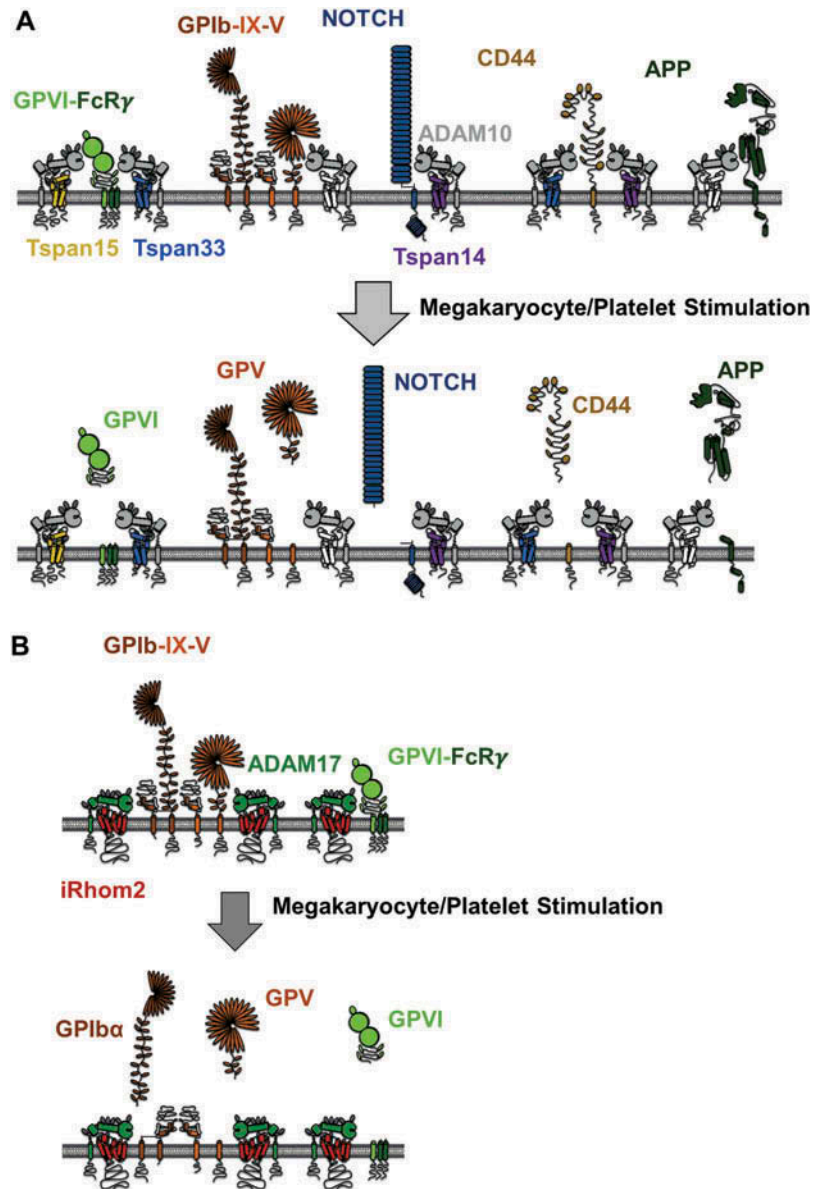 A
GPIb-IX-V
NOTCH
CD44
APP
GPVI-FcRγ
ADAM10
Tspan15
Tspan33
Tspan14
Megakaryocyte/Platelet Stimulation
GPV
NOTCH
CD44
APP
GPVI
B
GPIb-IX-V
ADAM17
GPVI-FcRγ
iRhom2
Megakaryocyte/Platelet Stimulation
GPIbα
GPV
GPVI